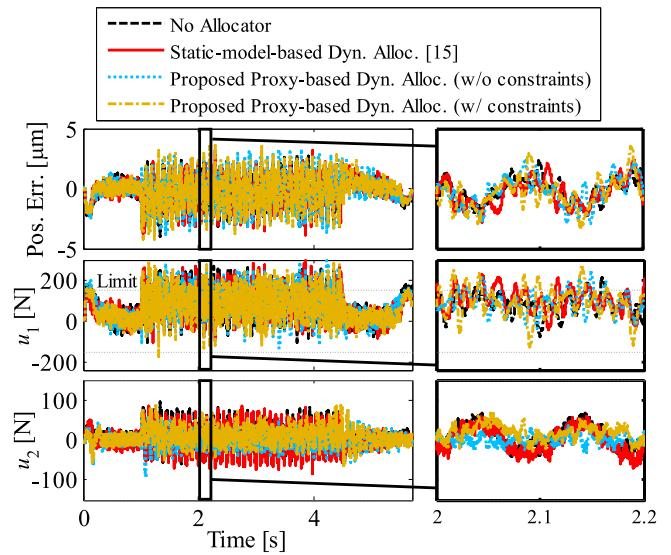 No Allocator
Static-model-based Dyn. Alloc. [15]
Proposed Proxy-based Dyn. Alloc. (w/o constraints)
Proposed Proxy-based Dyn. Alloc. (w/ constraints)
Pos. Err. [μm]
5
0
-5
u1 [N]
200
Limit
0
-200
u2 [N]
100
0
-100
0
2
4
2
2.1
2.2
Time [s]